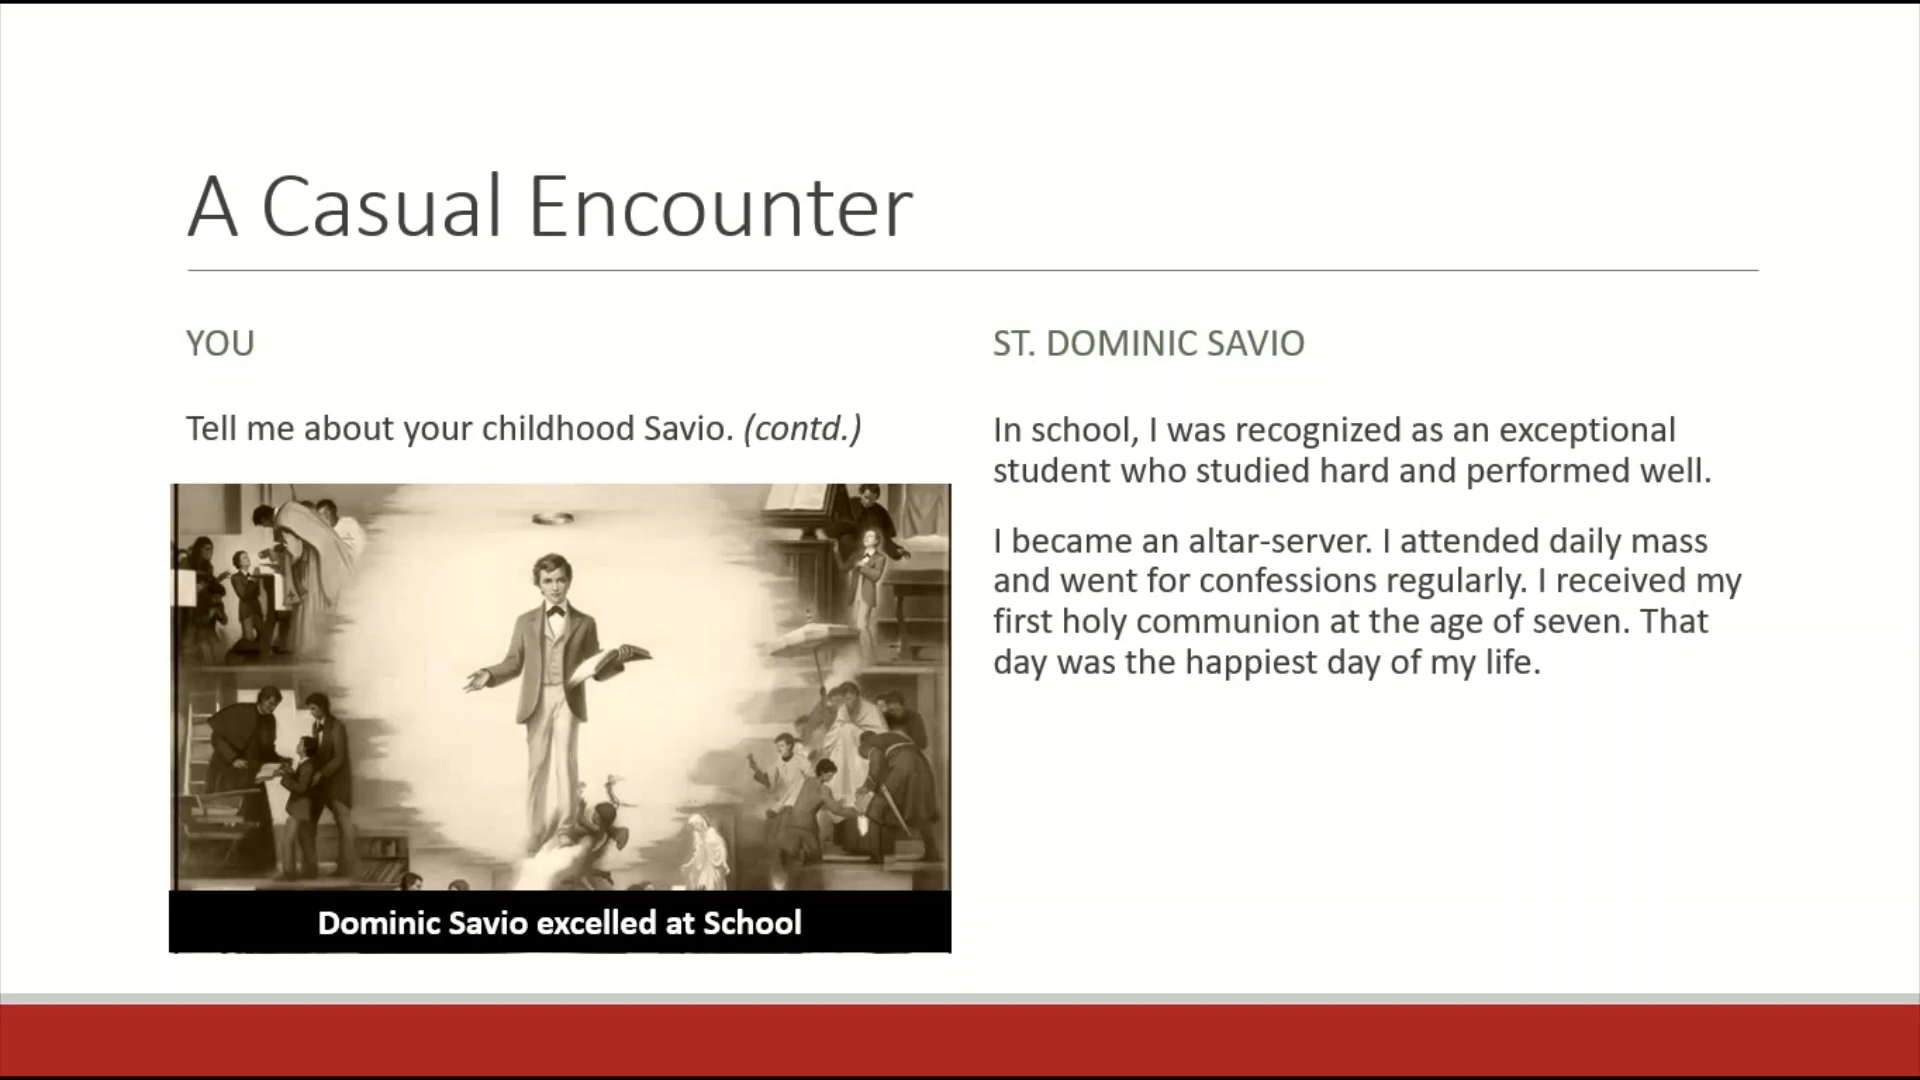 A Casual Encounter
YOU
Tell me about your childhood Savio. (contd.)
Dominic Savio excelled at School
ST. DOMINIC SAVIO
In school, I was recognized as an exceptional
student who studied hard and performed well.
I became an altar-server. I attended daily mass
and went for confessions regularly. I received my
first holy communion at the age of seven. That
day was the happiest day of my life.